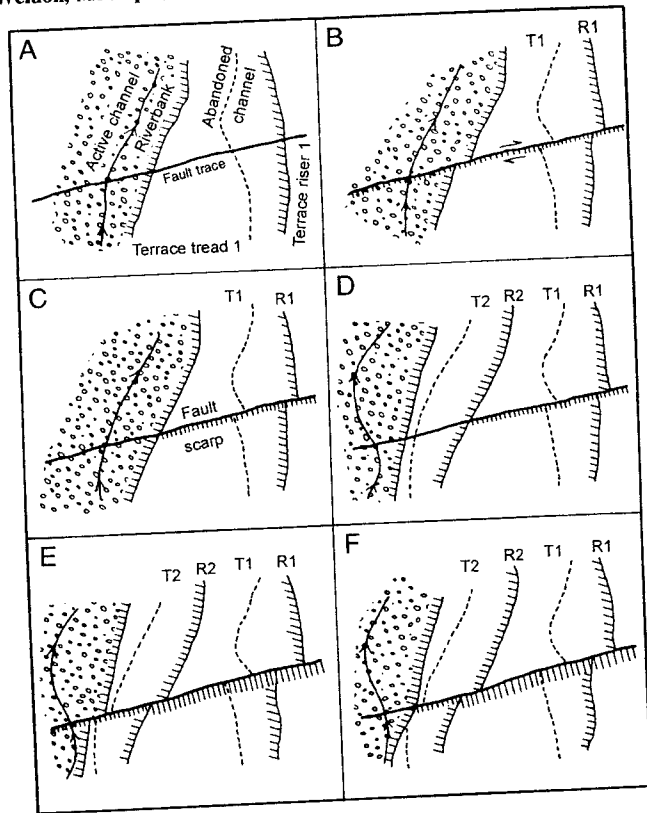 A
Active channel
Riverbank
Abandoned
channel
Fault trace
Terrace tread 1
Terrace riser 1
B
T1
R1
C
T1
R1
Fault
scarp
D
T2
R2
T1
R1
E
T2
R2
T1
R1
F
T2
R2
T1
R1